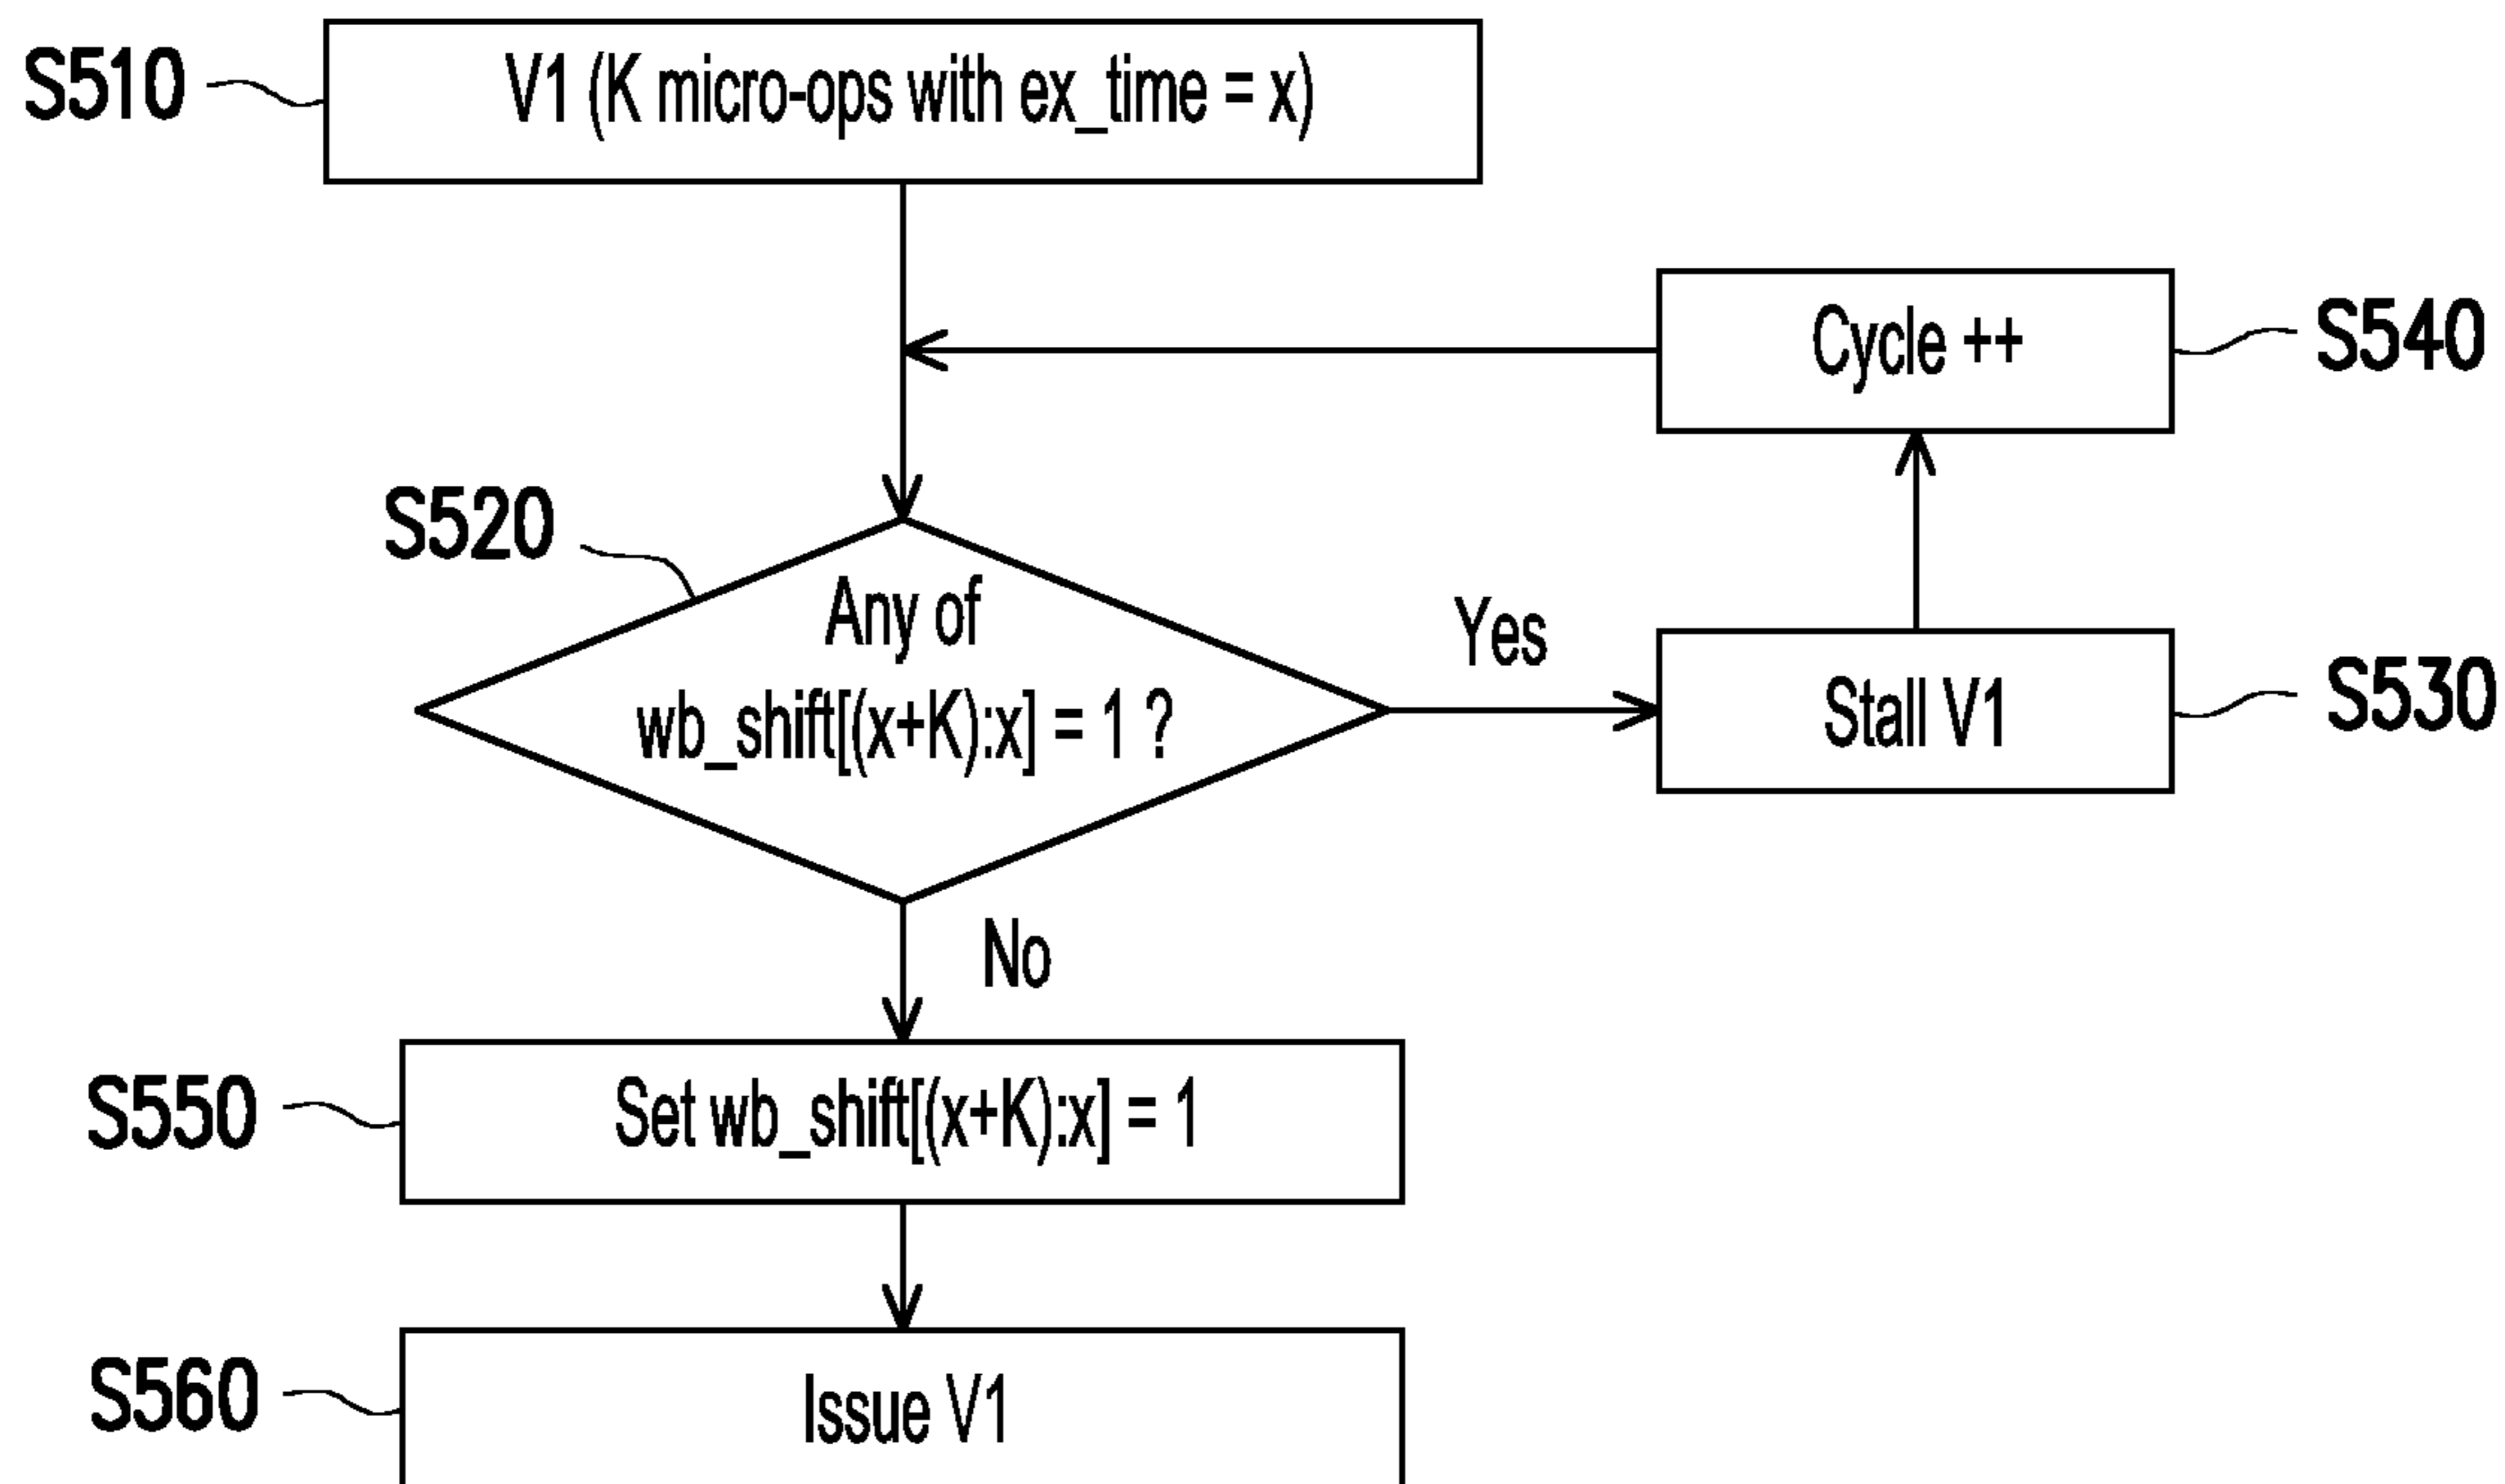 S510
V1 (K micro-ops with ex_time = x)
Cycle ++
S540
S520
Any of
wb_shift[(x+K):x] = 1 ?
Yes
Stall V1
S530
No
S550
Set wb_shift[(x+K):x] = 1
S560
Issue V1